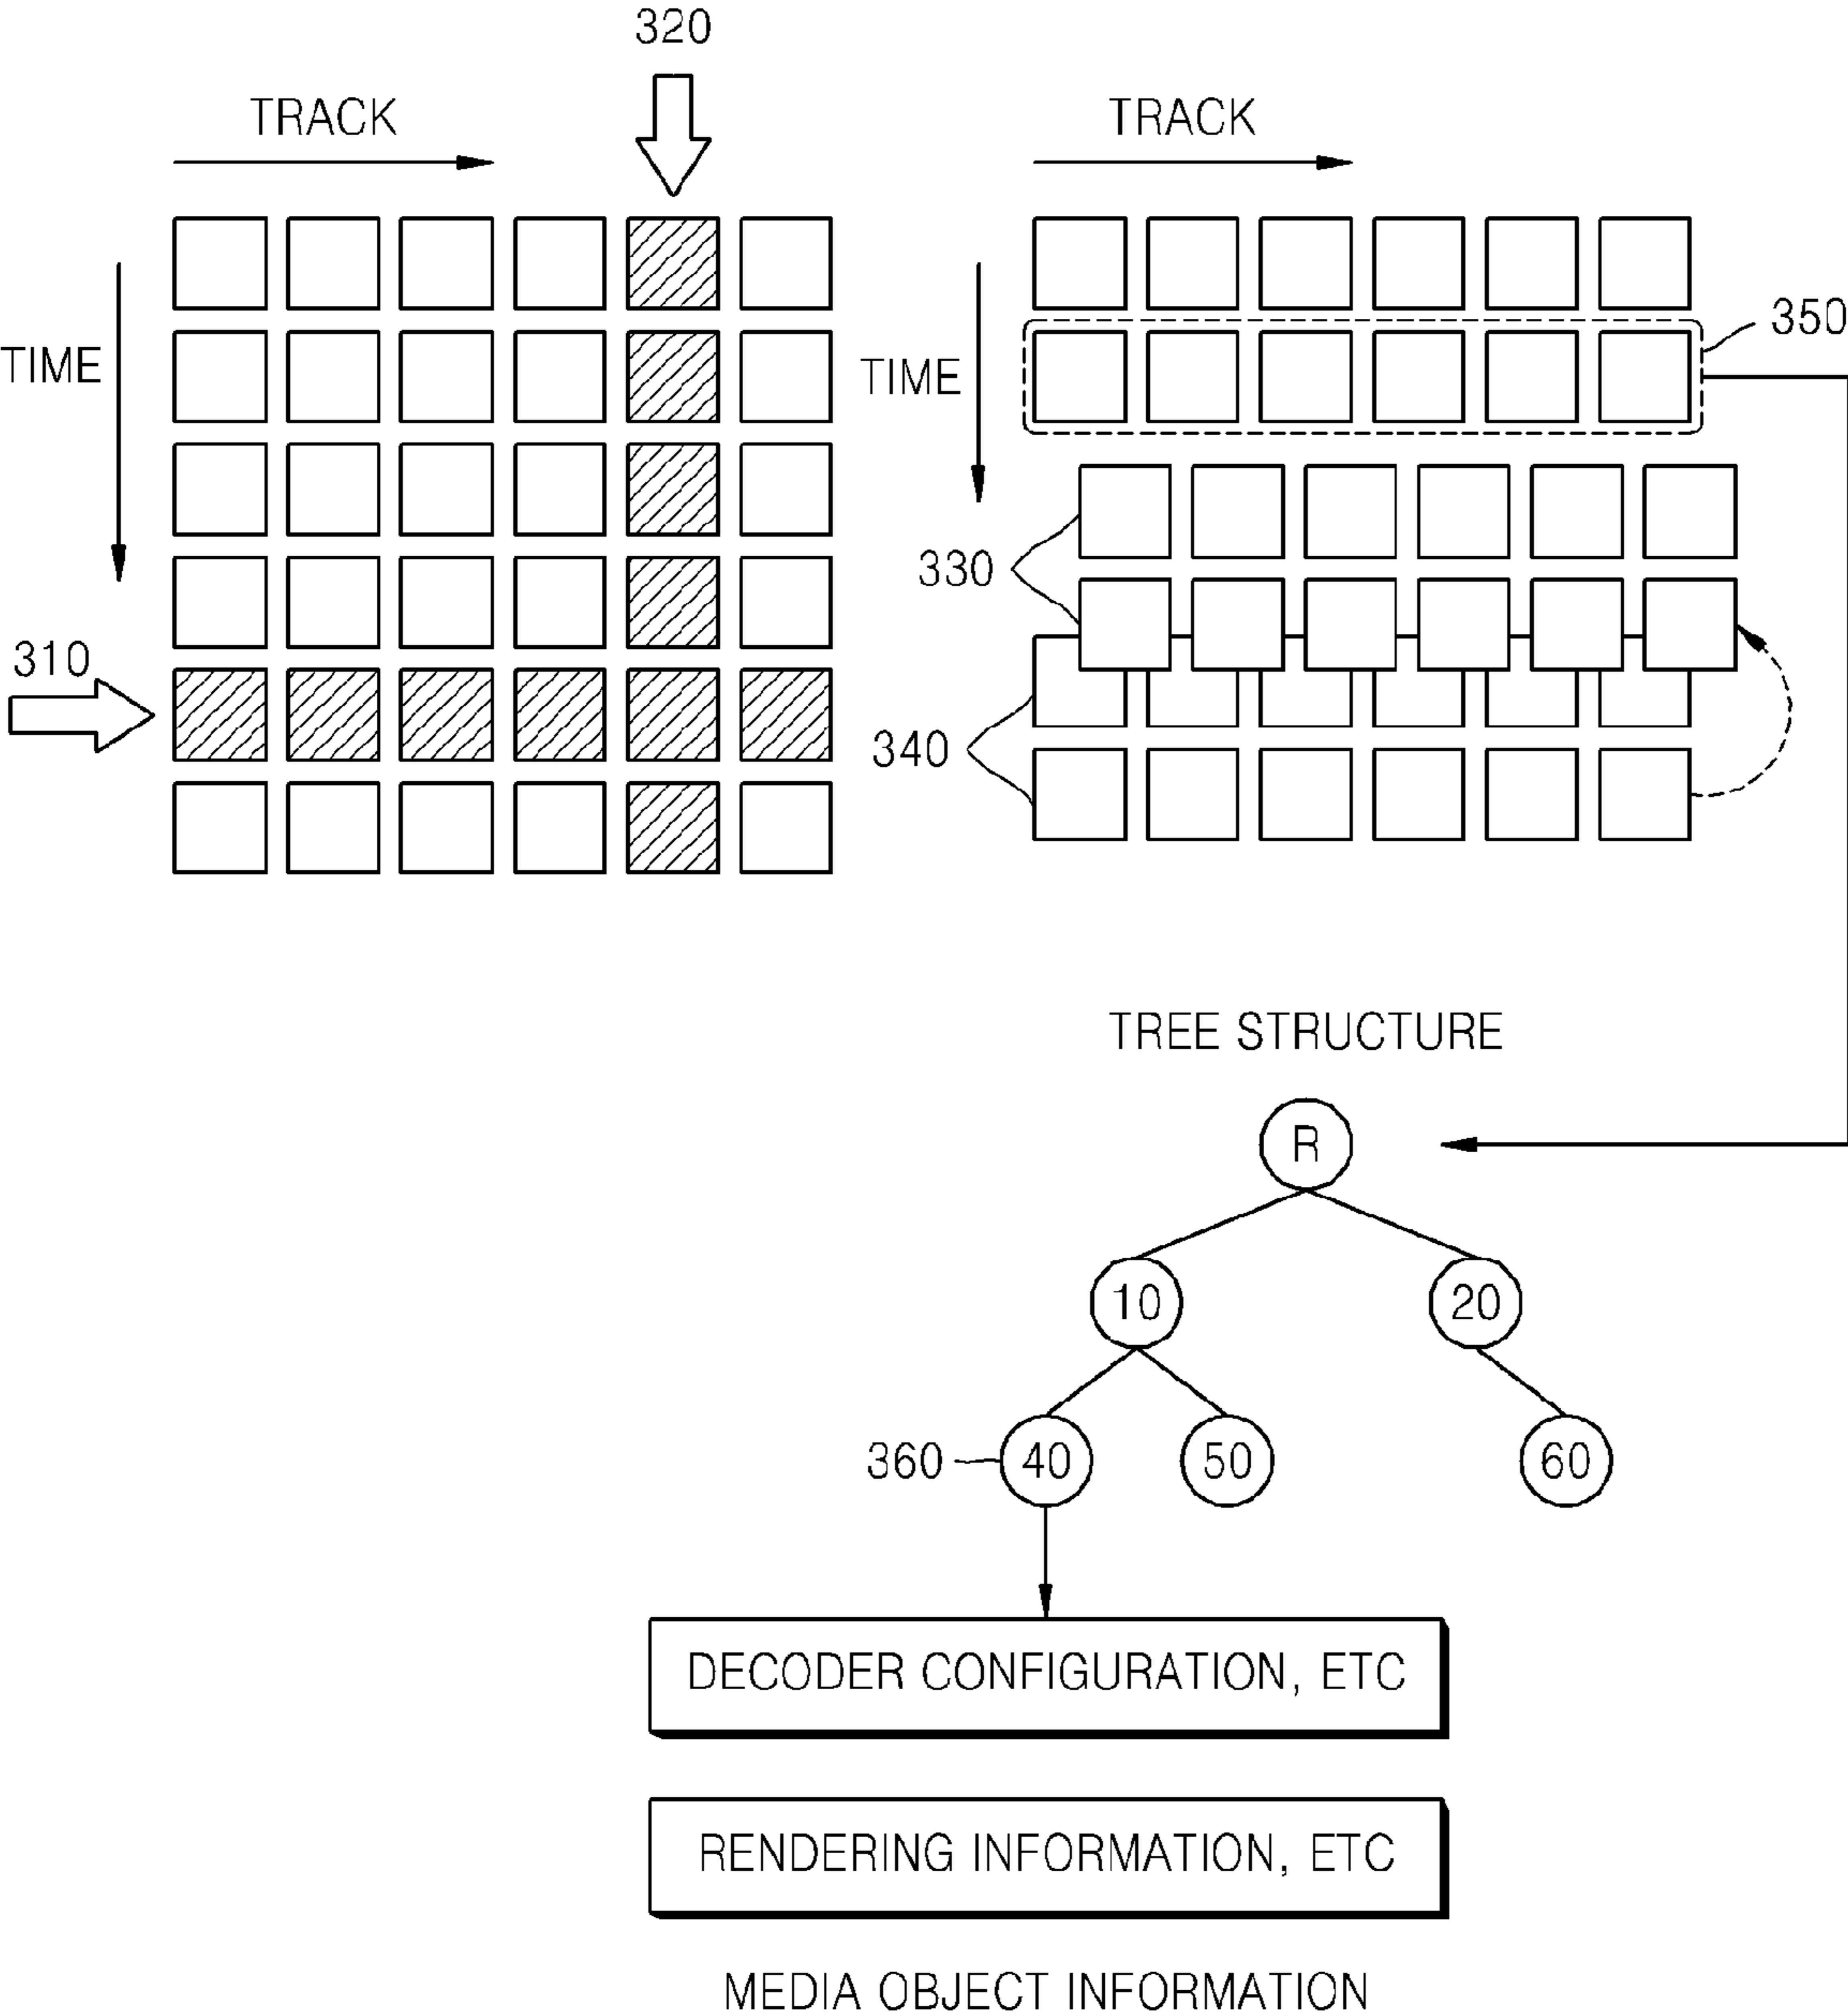 320
TRACK
TRACK
350
TIME
TIME
330
310
340
TREE STRUCTURE
R
10
20
360
40
50
60
DECODER CONFIGURATION, ETC
RENDERING INFORMATION, ETC
MEDIA OBJECT INFORMATION